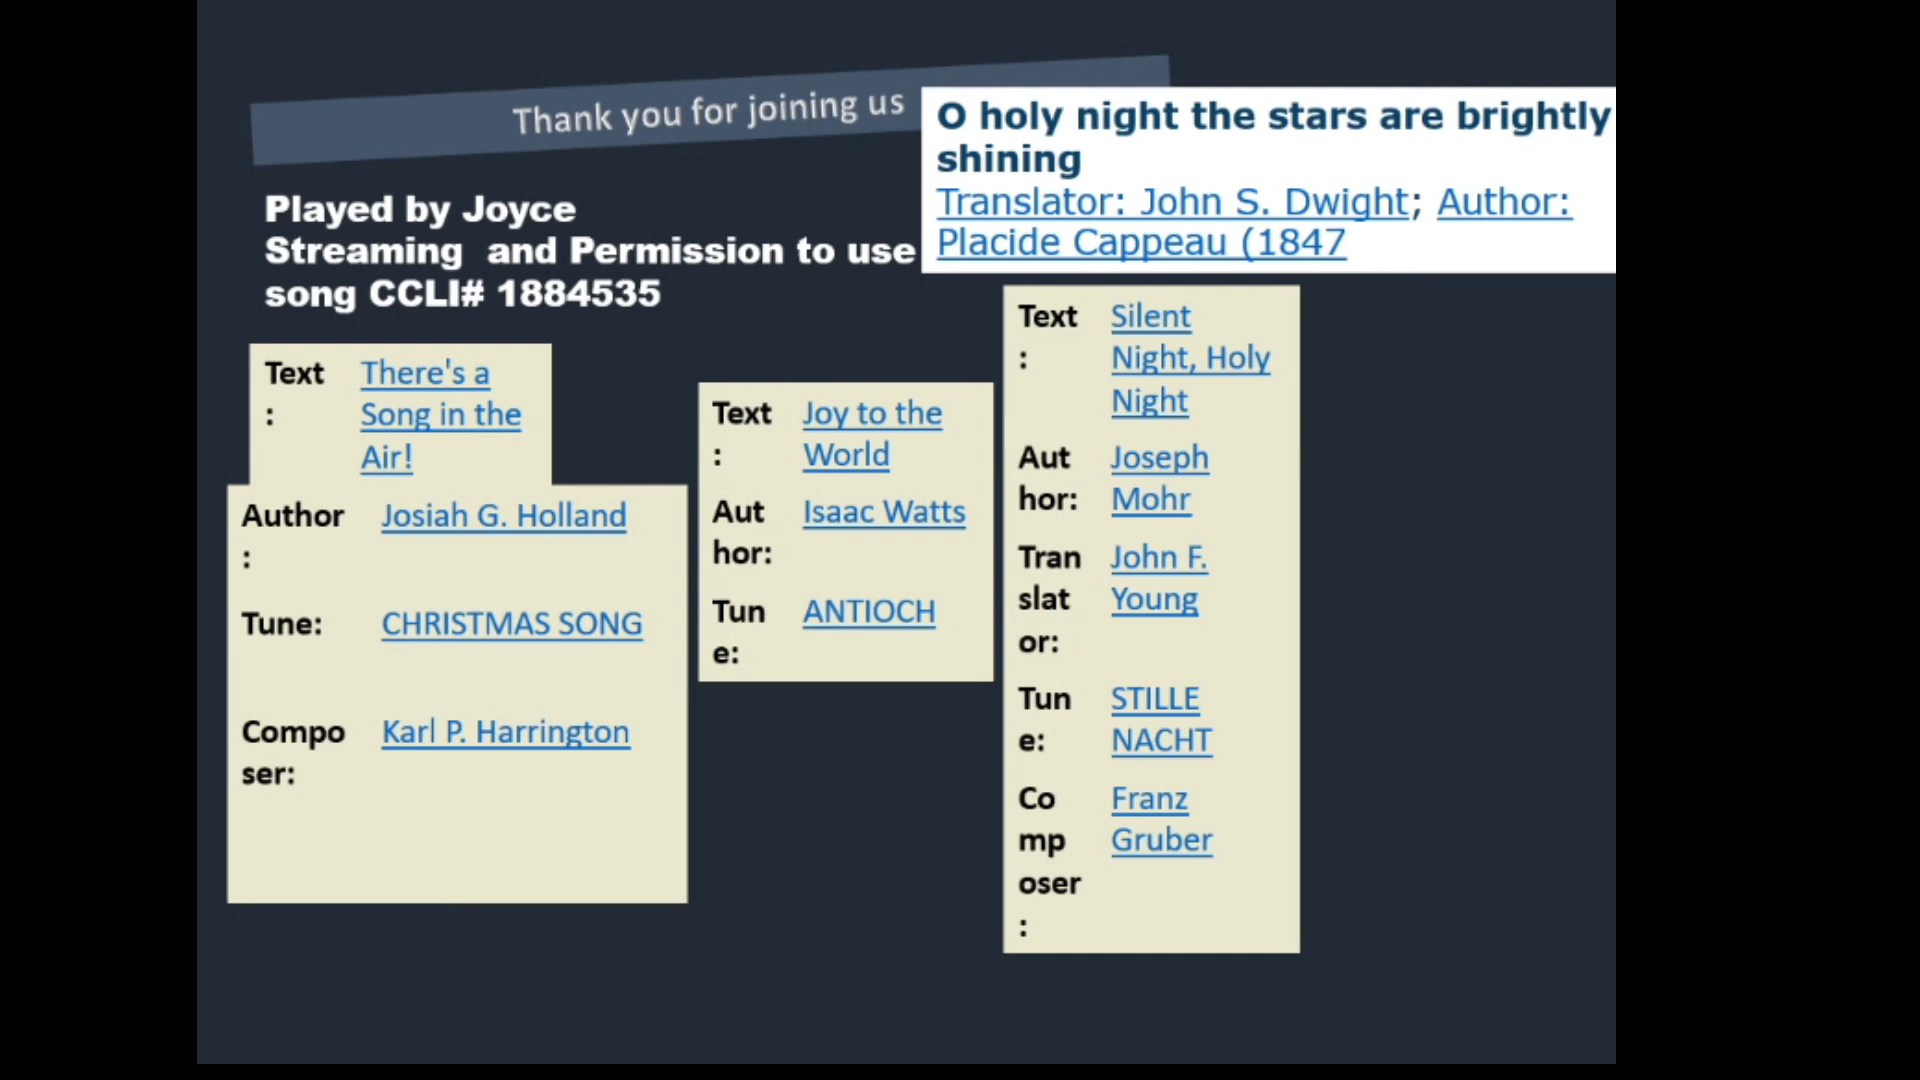 Thank you for joining us
O holy night the stars are brightly
shining
Translator: John S. Dwight; Author:
Placide Cappeau (1847
Played by Joyce
Streaming and Permission to use
song CCLI# 1884535
Text There's a
: Song in the
Air!
Author Josiah G. Holland
:
Tune: CHRISTMAS SONG
Compo Karl P. Harrington
ser:
Text Joy to the
: World
Aut Isaac Watts
hor:
Tun ANTIOCH
e:
Text Silent
: Night, Holy
Night
Aut Joseph
hor: Mohr
Tran John F.
slat Young
or:
Tun STILLE
e: NACHT
Co Franz
mp Gruber
oser
: